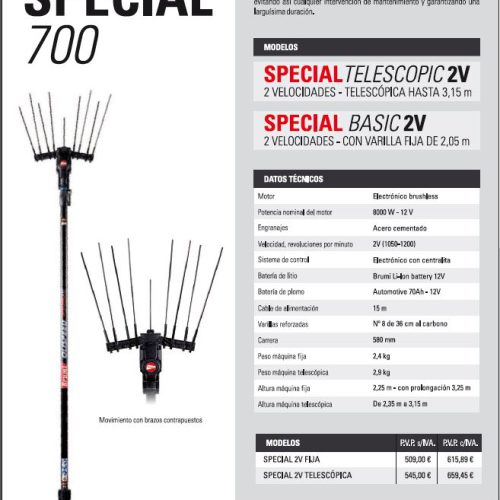 SPECIAL
700
evitando así cualquier intervención de mantenimiento y garantizando una
larguísima duración.
MODELOS
SPECIAL TELESCOPIC 2V
2 VELOCIDADES - TELESCÓPICA HASTA 3,15 m
SPECIAL BASIC 2V
2 VELOCIDADES - CON VARILLA FIJA DE 2,05 m
DATOS TÉCNICOS
Motor Electrónico brushless
Potencia nominal del motor 8000 W - 12 V
Engranajes Acero cementado
Velocidad, revoluciones por minuto 2V (1050-1200)
Sistema de control Electrónico con centralita
Batería de litio Brumi Li-Ion battery 12V
Batería de plomo Automotive 70Ah - 12V
Cable de alimentación 15 m
Varillas reforzadas Nº 8 de 36 cm al carbono
Carrera 580 mm
Peso máquina fija 2,4 kg
Peso máquina telescópica 2,9 kg
Altura máquina fija 2,25 m - con prolongación 3,25 m
Altura máquina telescópica De 2,35 m a 3,15 m
Movimiento con brazos contrapuestos
MODELOS P.V.P. s/IVA. P.V.P. c/IVA.
SPECIAL 2V FIJA 509,00 € 615,89 €
SPECIAL 2V TELESCÓPICA 545,00 € 659,45 €